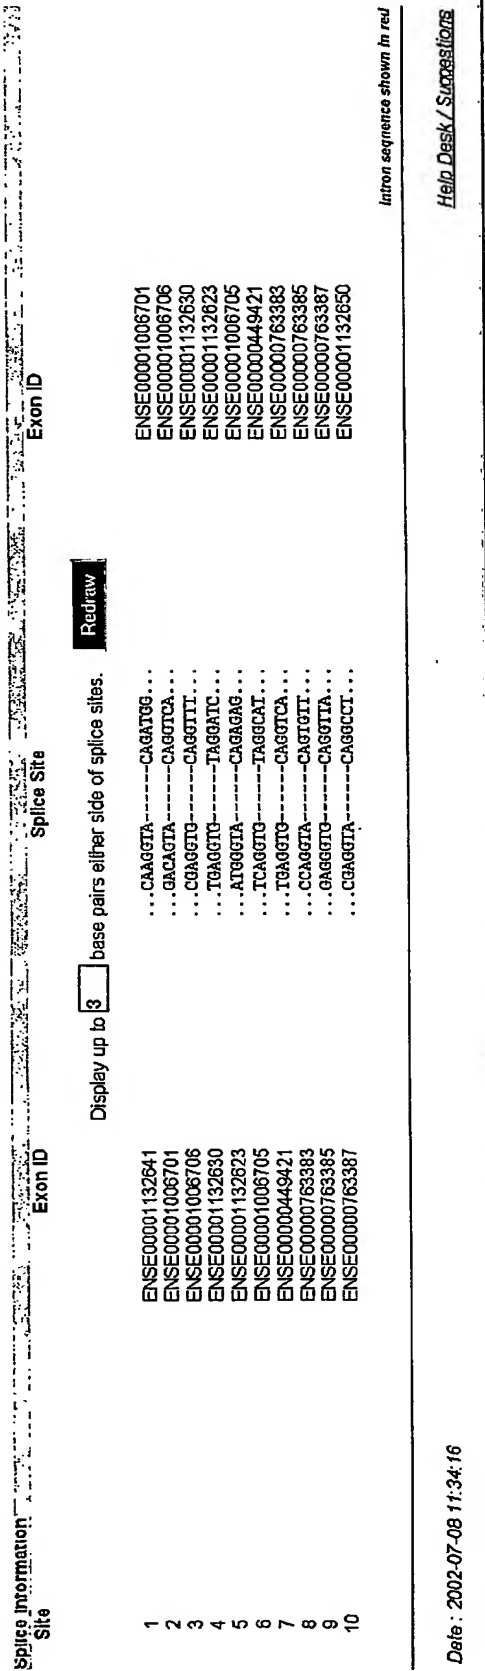 Splice Information
Site Exon ID Splice Site Exon ID
Display up to 3 base pairs either side of splice sites. Redraw
1 ENSE00001132641 ...CAAGGTA------CAGATGG... ENSE00001006701
2 ENSE00001006701 ...GACAGTA------CAGGTCA... ENSE00001006706
3 ENSE00001006706 ...CGAGGTG------CAGGTTT... ENSE00001132630
4 ENSE00001132630 ...TGAGGTG------TAGGATC... ENSE00001132623
5 ENSE00001132623 ...ATGGGTA------CAGAGAG... ENSE00001006705
6 ENSE00001006705 ...TCAGGTG------TAGGCAT... ENSE00000449421
7 ENSE00000449421 ...TGAGGTG------CAGGTCA... ENSE00000763383
8 ENSE00000763383 ...CCAGGTA------CAGTGTT... ENSE00000763385
9 ENSE00000763385 ...GAGGGTG------CAGGTTA... ENSE00000763387
10 ENSE00000763387 ...CGAGGTA------CAGGCCT... ENSE00001132650
Intron sequence shown in red
Date : 2002-07-08 11:34:16 Help Desk / Suggestions